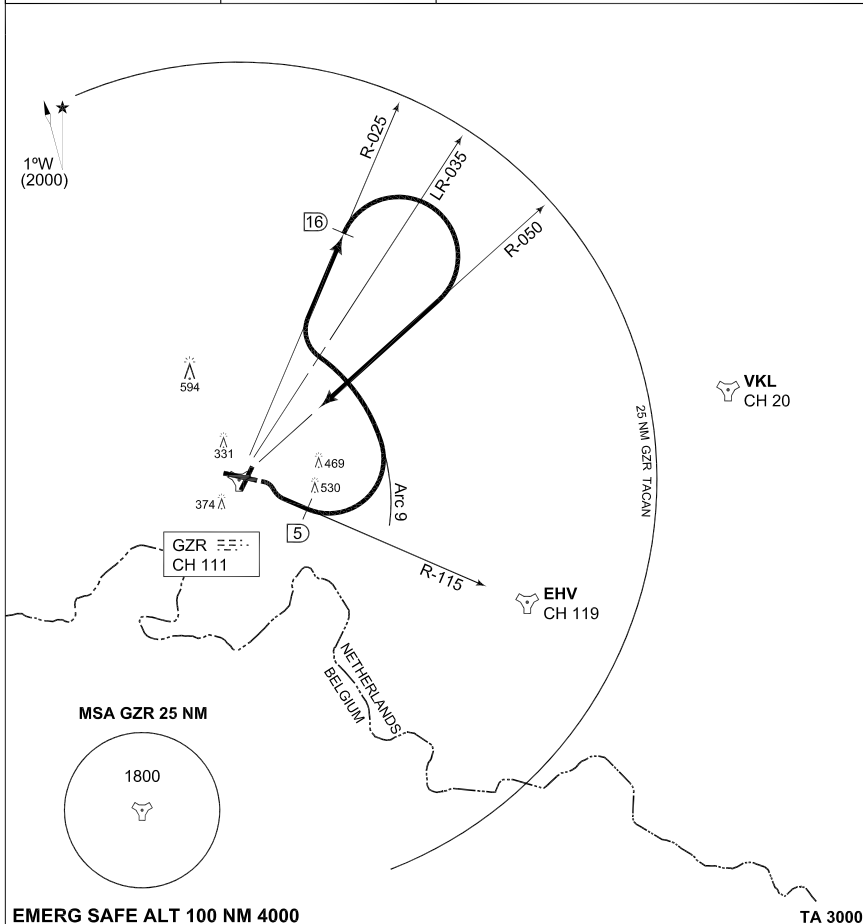 R-025
LR-035
1ºW
(2000)
16
R-050
594
VKL
CH 20
25 NM GZR TACAN
331
469
530
374
Arc 9
5
GZR
CH 111
R-115
EHV
CH 119
NETHERLANDS
BELGIUM
MSA GZR 25 NM
1800
EMERG SAFE ALT 100 NM 4000
TA 3000